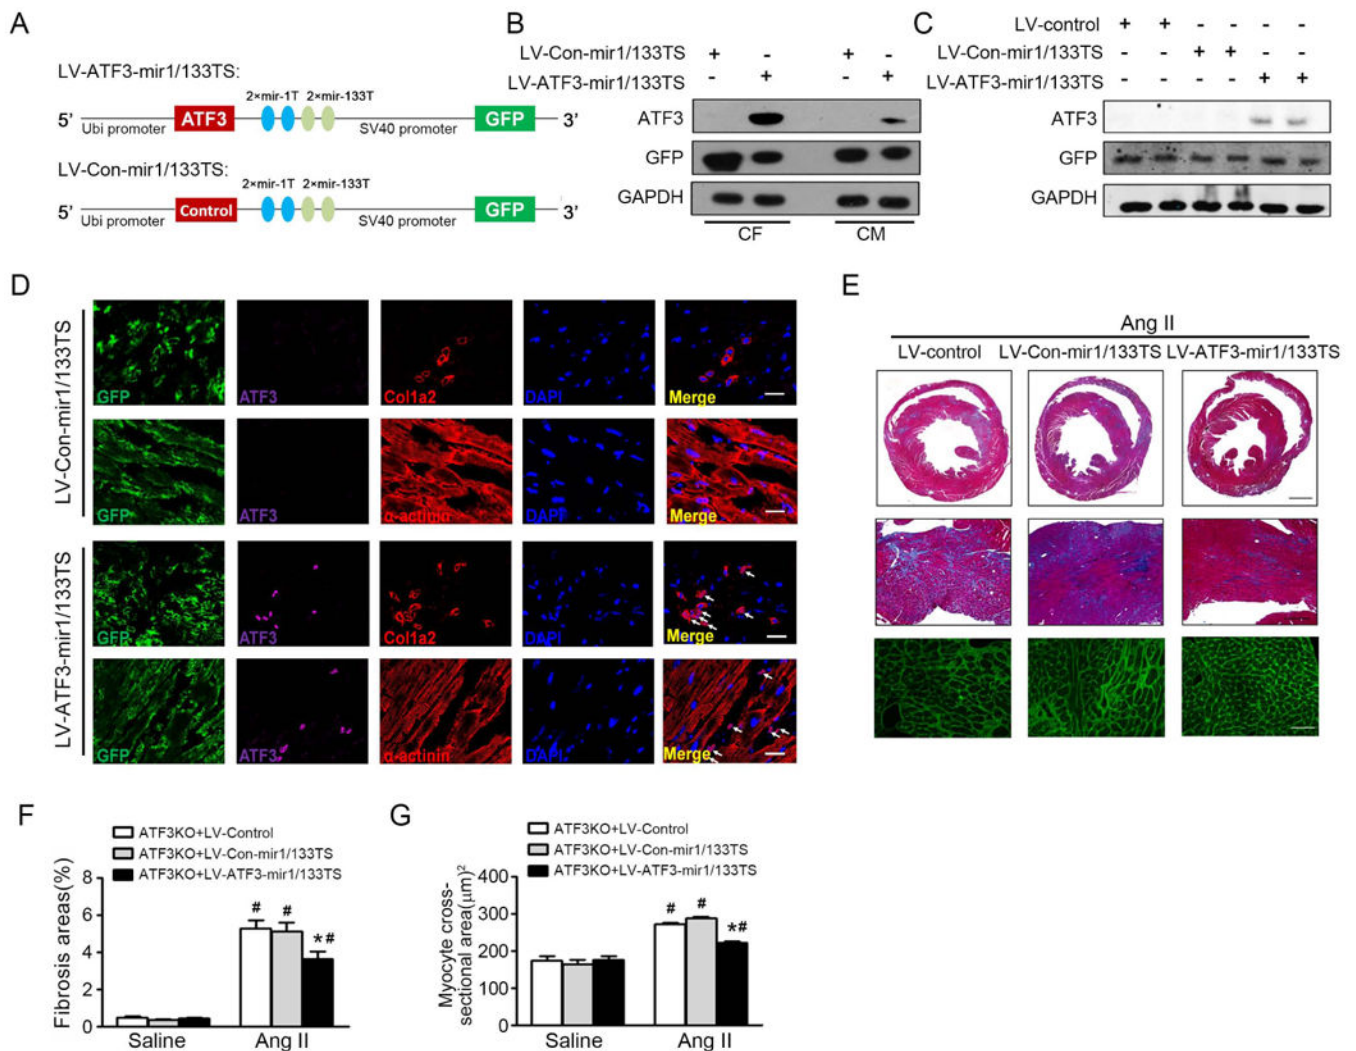 A
LV-ATF3-mir1/133TS:
2×mir-1T 2×mir-133T
5' ATF3 GFP 3'
Ubi promoter SV40 promoter
LV-Con-mir1/133TS:
2×mir-1T 2×mir-133T
5' Control GFP 3'
Ubi promoter SV40 promoter
B
LV-Con-mir1/133TS + - + -
LV-ATF3-mir1/133TS - + - +
ATF3
GFP
GAPDH
CF CM
C
LV-control + + - - - -
LV-Con-mir1/133TS - - + + - -
LV-ATF3-mir1/133TS - - - - + +
ATF3
GFP
GAPDH
D
LV-Con-mir1/133TS
GFP ATF3 Col1a2 DAPI Merge
GFP ATF3 α-actinin DAPI Merge
LV-ATF3-mir1/133TS
GFP ATF3 Col1a2 DAPI Merge
GFP ATF3 α-actinin DAPI Merge
E
Ang II
LV-control LV-Con-mir1/133TS LV-ATF3-mir1/133TS
F
ATF3KO+LV-Control
ATF3KO+LV-Con-mir1/133TS
ATF3KO+LV-ATF3-mir1/133TS
Fibrosis areas(%)
8
6
4
2
0
# # *#
Saline Ang II
G
ATF3KO+LV-Control
ATF3KO+LV-Con-mir1/133TS
ATF3KO+LV-ATF3-mir1/133TS
Myocyte cross-
sectional area(μm)²
400
300
200
100
0
# # *#
Saline Ang II